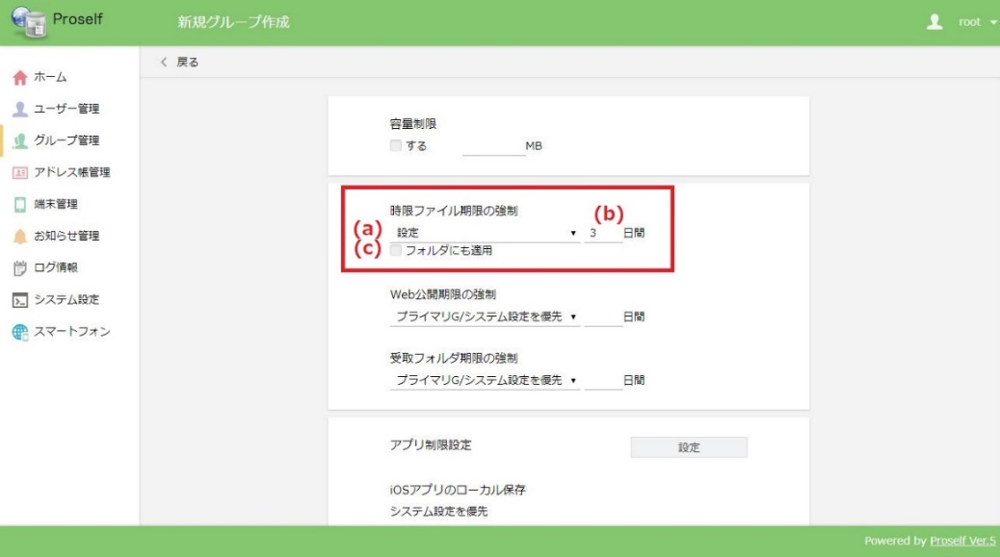 Proself
新規グループ作成
root
戻る
ホーム
ユーザー管理
グループ管理
アドレス帳管理
端末管理
お知らせ管理
ログ情報
システム設定
スマートフォン
容量制限
する MB
時限ファイル期限の強制
(a) 設定 (b) 3 日間
(c) フォルダにも適用
Web公開期限の強制
プライマリG/システム設定を優先 日間
受取フォルダ期限の強制
プライマリG/システム設定を優先 日間
アプリ制限設定 設定
iOSアプリのローカル保存
システム設定を優先
Powered by Proself Ver.5